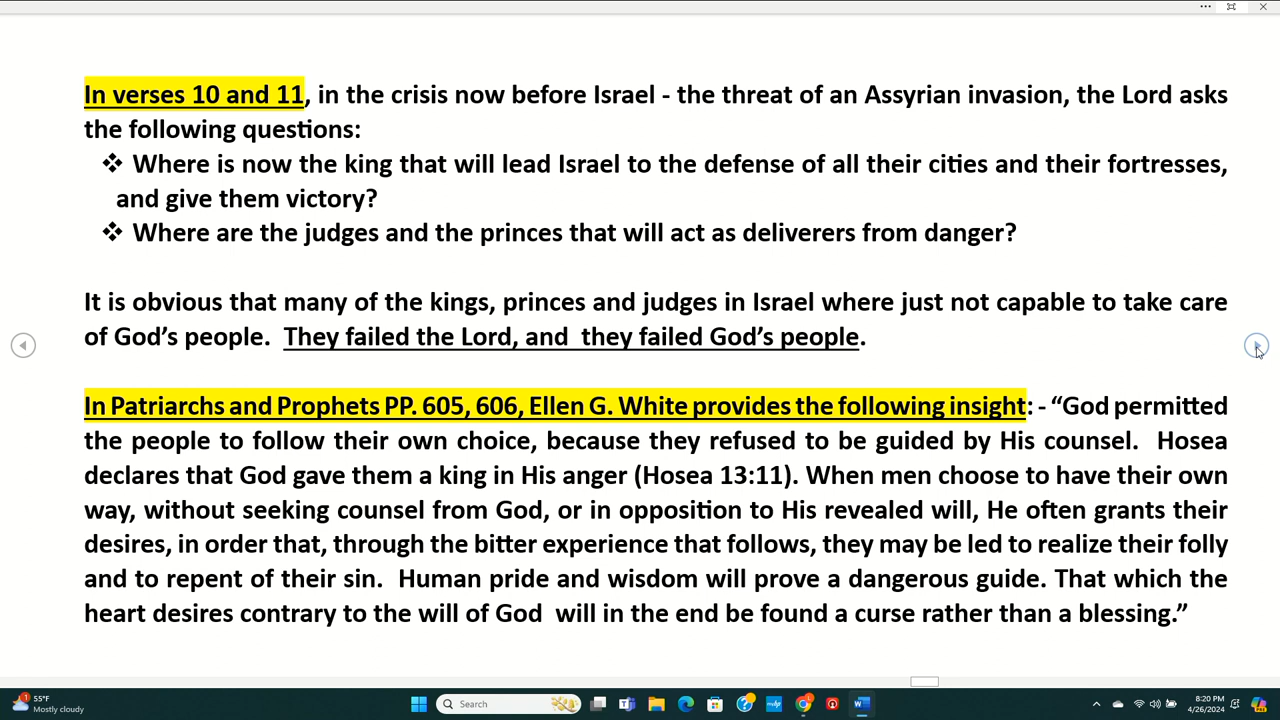 In verses 10 and 11, in the crisis now before Israel - the threat of an Assyrian invasion, the Lord asks
the following questions:
❖ Where is now the king that will lead Israel to the defense of all their cities and their fortresses,
and give them victory?
❖ Where are the judges and the princes that will act as deliverers from danger?
It is obvious that many of the kings, princes and judges in Israel where just not capable to take care
of God's people.  They failed the Lord, and  they failed God's people.
In Patriarchs and Prophets PP. 605, 606, Ellen G. White provides the following insight: - “God permitted
the people to follow their own choice, because they refused to be guided by His counsel.  Hosea
declares that God gave them a king in His anger (Hosea 13:11). When men choose to have their own
way, without seeking counsel from God, or in opposition to His revealed will, He often grants their
desires, in order that, through the bitter experience that follows, they may be led to realize their folly
and to repent of their sin.  Human pride and wisdom will prove a dangerous guide. That which the
heart desires contrary to the will of God  will in the end be found a curse rather than a blessing.”
1
55°F
Mostly cloudy
Search
8:20 PM
4/26/2024